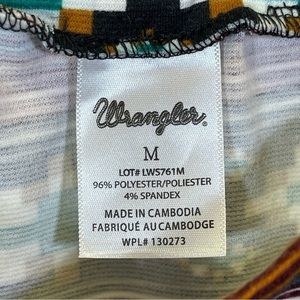 Wrangler.
M
LOT# LWS761M
96% POLYESTER/POLIESTER
4% SPANDEX
MADE IN CAMBODIA
FABRIQUÉ AU CAMBODGE
WPL# 130273